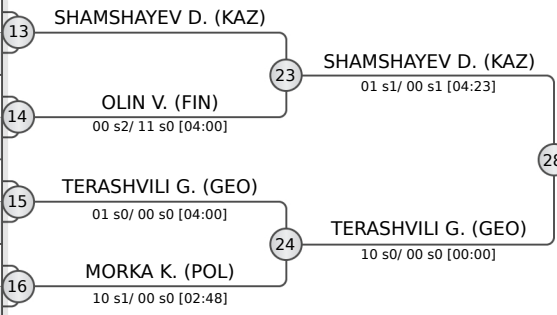 SHAMSHAYEV D. (KAZ)
13
23
SHAMSHAYEV D. (KAZ)
01 s1/ 00 s1 [04:23]
OLIN V. (FIN)
14
00 s2/ 11 s0 [04:00]
28
TERASHVILI G. (GEO)
15
01 s0/ 00 s0 [04:00]
24
TERASHVILI G. (GEO)
10 s0/ 00 s0 [00:00]
MORKA K. (POL)
16
10 s1/ 00 s0 [02:48]